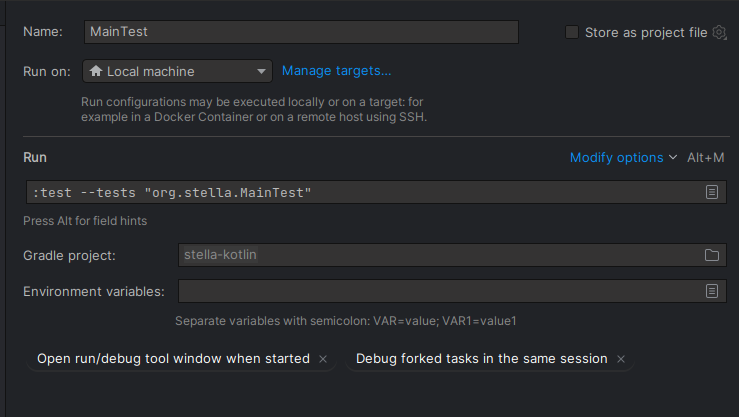 Name: MainTest Store as project file
Run on: Local machine Manage targets...
Run configurations may be executed locally or on a target: for
example in a Docker Container or on a remote host using SSH.
Run Modify options Alt+M
:test --tests "org.stella.MainTest"
Press Alt for field hints
Gradle project: stella-kotlin
Environment variables:
Separate variables with semicolon: VAR=value; VAR1=value1
Open run/debug tool window when started × Debug forked tasks in the same session ×